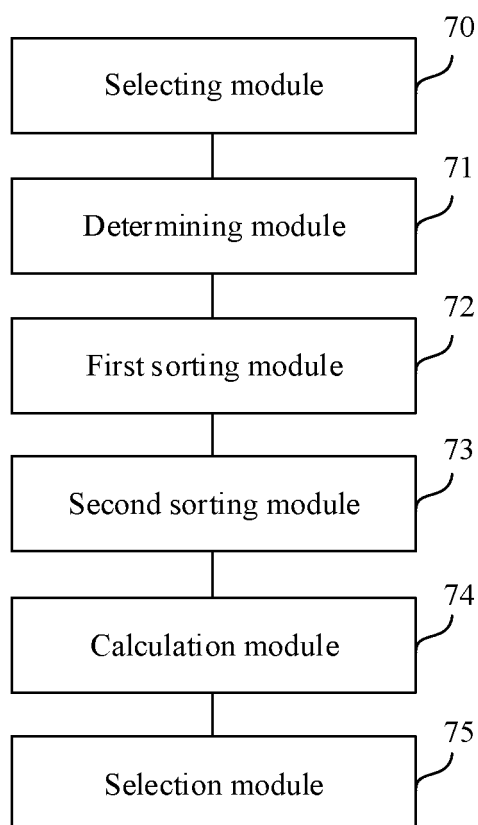 70
Selecting module
71
Determining module
72
First sorting module
73
Second sorting module
74
Calculation module
75
Selection module